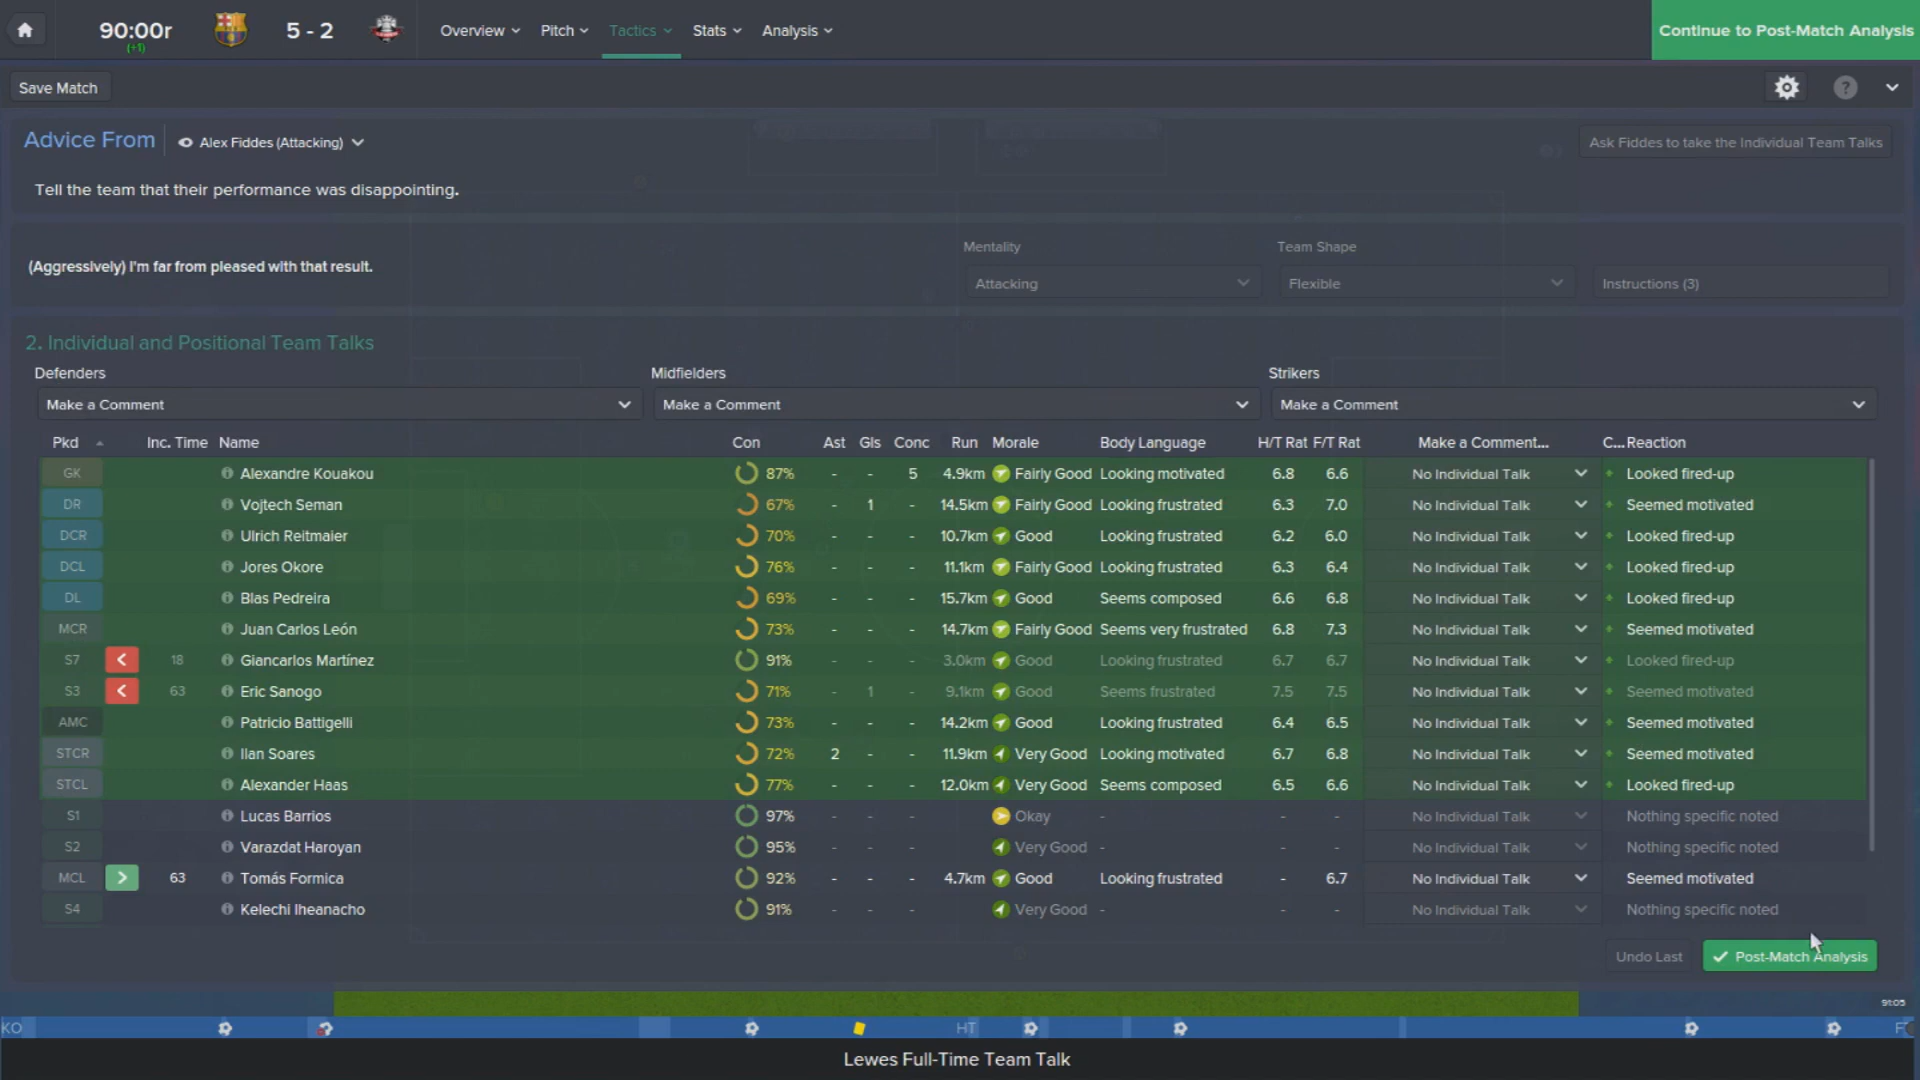 90:00r 5 - 2 Overview Pitch Tactics Stats Analysis Continue to Post-Match Analysis
(+1)
Save Match ?
Advice From Alex Fiddes (Attacking) Ask Fiddes to take the Individual Team Talks
Tell the team that their performance was disappointing.
Mentality Team Shape
(Aggressively) I'm far from pleased with that result.
Attacking Flexible Instructions (3)
2. Individual and Positional Team Talks
Defenders Midfielders Strikers
Make a Comment Make a Comment Make a Comment
Pkd Inc. Time Name Con Ast Gls Conc Run Morale Body Language H/T Rat F/T Rat Make a Comment... C... Reaction
GK Alexandre Kouakou 87% - - 5 4.9km Fairly Good Looking motivated 6.8 6.6 No Individual Talk Looked fired-up
DR Vojtech Seman 67% - 1 - 14.5km Fairly Good Looking frustrated 6.3 7.0 No Individual Talk Seemed motivated
DCR Ulrich Reitmaier 70% - - - 10.7km Good Looking frustrated 6.2 6.0 No Individual Talk Looked fired-up
DCL Jores Okore 76% - - - 11.1km Fairly Good Looking frustrated 6.3 6.4 No Individual Talk Looked fired-up
DL Blas Pedreira 69% - - - 15.7km Good Seems composed 6.6 6.8 No Individual Talk Looked fired-up
MCR Juan Carlos León 73% - - - 14.7km Fairly Good Seems very frustrated 6.8 7.3 No Individual Talk Seemed motivated
S7 18 Giancarlos Martínez 91% - - - 3.0km Good Looking frustrated 6.7 6.7 No Individual Talk Looked fired-up
S3 63 Eric Sanogo 71% - 1 - 9.1km Good Seems frustrated 7.5 7.5 No Individual Talk Seemed motivated
AMC Patricio Battigelli 73% - - - 14.2km Good Looking frustrated 6.4 6.5 No Individual Talk Seemed motivated
STCR Ilan Soares 72% 2 - - 11.9km Very Good Looking motivated 6.7 6.8 No Individual Talk Seemed motivated
STCL Alexander Haas 77% - - - 12.0km Very Good Seems composed 6.5 6.6 No Individual Talk Looked fired-up
S1 Lucas Barrios 97% - - - Okay - - - No Individual Talk Nothing specific noted
S2 Varazdat Haroyan 95% - - - Very Good - - - No Individual Talk Nothing specific noted
MCL 63 Tomás Formica 92% - - - 4.7km Good Looking frustrated - 6.7 No Individual Talk Seemed motivated
S4 Kelechi Iheanacho 91% - - - Very Good - - - No Individual Talk Nothing specific noted
Undo Last Post-Match Analysis
91:05
KO HT
Lewes Full-Time Team Talk